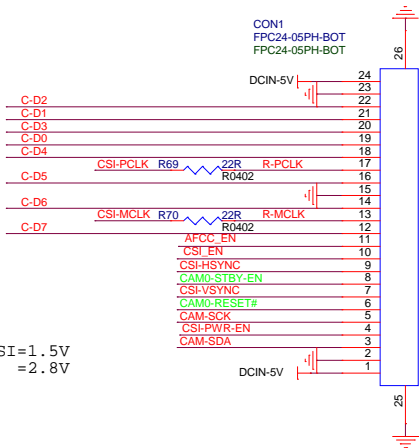 CON1
FPC24-05PH-BOT
FPC24-05PH-BOT
26
DCIN-5V 24
23
C-D2 22
C-D1 21
C-D3 20
C-D0 19
C-D4 18
CSI-PCLK R69 22R R-PCLK 17
R0402
C-D5 16
15
C-D6 14
CSI-MCLK R70 22R R-MCLK 13
R0402
C-D7 12
AFCC_EN 11
CSI_EN 10
CSI-HSYNC 9
CAM0-STBY-EN 8
CSI-VSYNC 7
CAM0-RESET# 6
CAM-SCK 5
CSI-PWR-EN 4
CAM-SDA 3
2
DCIN-5V 1
25
SI=1.5V
=2.8V